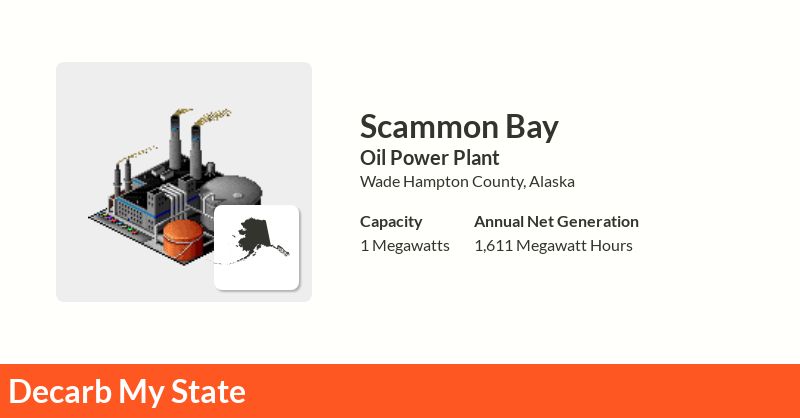 Scammon Bay
Oil Power Plant
Wade Hampton County, Alaska
Capacity
Annual Net Generation
1 Megawatts
1,611 Megawatt Hours
Decarb My State